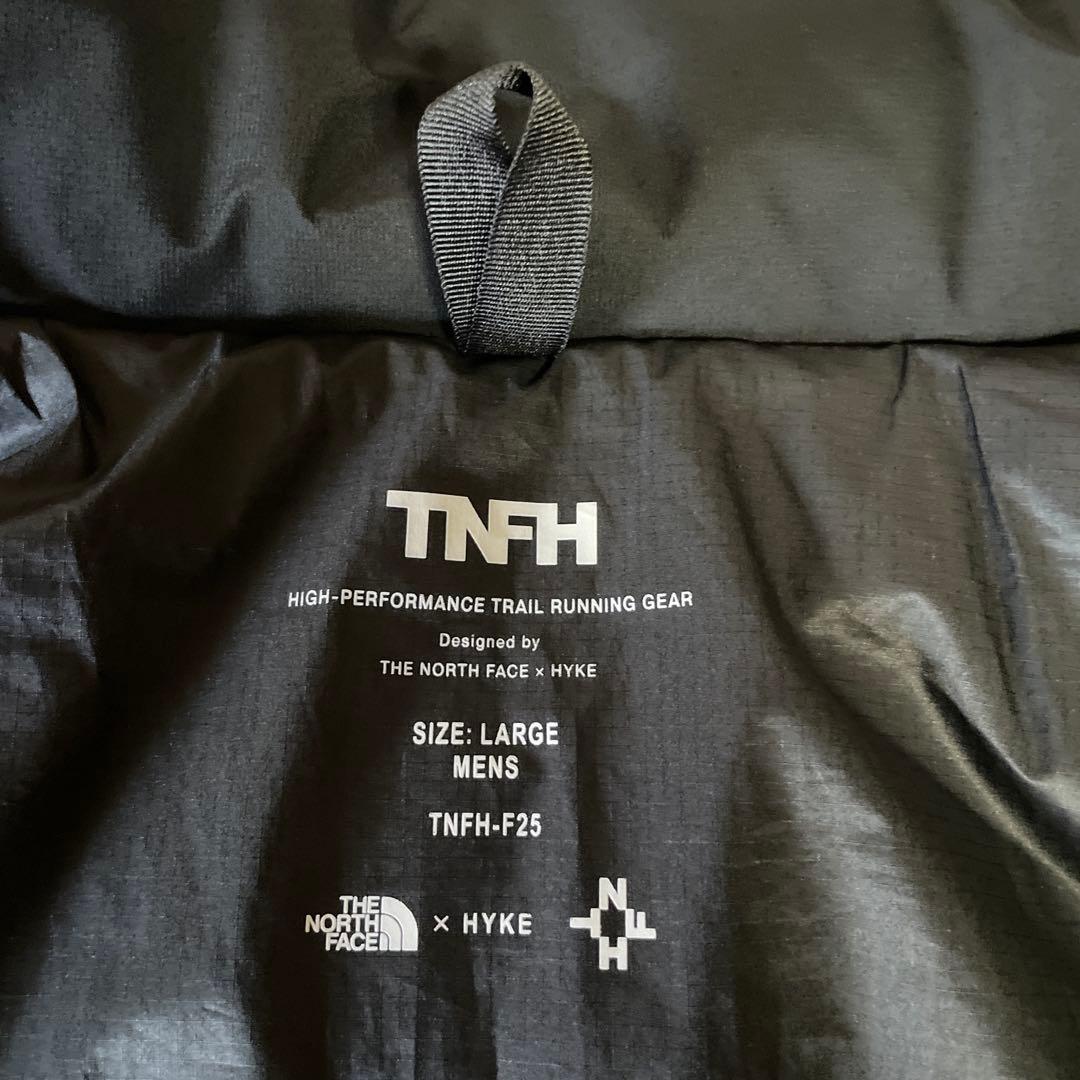 TNFH
HIGH-PERFORMANCE TRAIL RUNNING GEAR
Designed by
THE NORTH FACE × HYKE
SIZE: LARGE
MENS
TNFH-F25
THE
NORTH
FACE × HYKE
N
T F
H